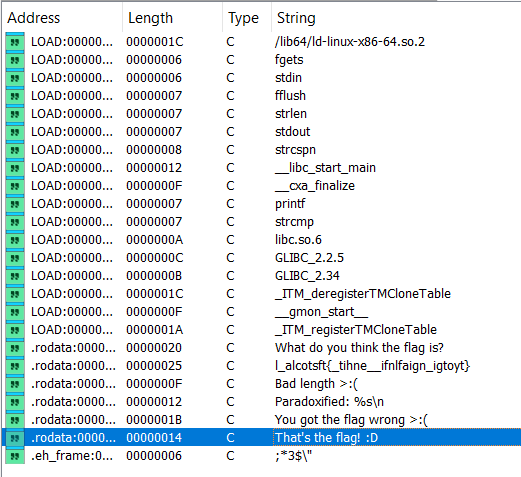 Address Length Type String
LOAD:00000... 0000001C C /lib64/ld-linux-x86-64.so.2
LOAD:00000... 00000006 C fgets
LOAD:00000... 00000006 C stdin
LOAD:00000... 00000007 C fflush
LOAD:00000... 00000007 C strlen
LOAD:00000... 00000007 C stdout
LOAD:00000... 00000008 C strcspn
LOAD:00000... 00000012 C __libc_start_main
LOAD:00000... 0000000F C __cxa_finalize
LOAD:00000... 00000007 C printf
LOAD:00000... 00000007 C strcmp
LOAD:00000... 0000000A C libc.so.6
LOAD:00000... 0000000C C GLIBC_2.2.5
LOAD:00000... 0000000B C GLIBC_2.34
LOAD:00000... 0000001C C _ITM_deregisterTMCloneTable
LOAD:00000... 0000000F C __gmon_start__
LOAD:00000... 0000001A C _ITM_registerTMCloneTable
.rodata:0000... 00000020 C What do you think the flag is?
.rodata:0000... 00000025 C l_alcotsft{_tihne__ifnlfaign_igtoyt}
.rodata:0000... 0000000F C Bad length >:(
.rodata:0000... 00000012 C Paradoxified: %s\n
.rodata:0000... 0000001B C You got the flag wrong >:(
.rodata:0000... 00000014 C That's the flag! :D
.eh_frame:0... 00000006 C ;*3$\"